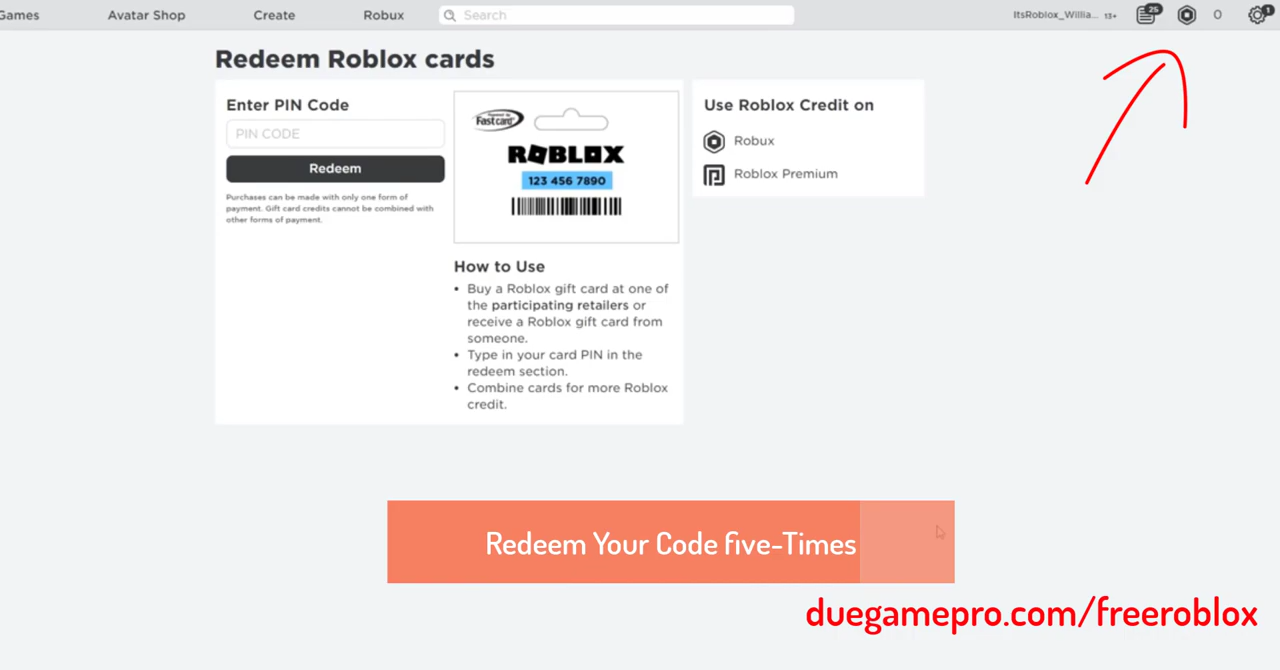 Games Avatar Shop Create Robux Search ItsRoblox_Willia... 13+ 25 0 1
Redeem Roblox cards
Enter PIN Code
PIN CODE
Redeem
Purchases can be made with only one form of
payment. Gift card credits cannot be combined with
other forms of payment.
Fastcard
ROBLOX
123 456 7890
How to Use
• Buy a Roblox gift card at one of
the participating retailers or
receive a Roblox gift card from
someone.
• Type in your card PIN in the
redeem section.
• Combine cards for more Roblox
credit.
Use Roblox Credit on
Robux
Roblox Premium
Redeem Your Code five-Times
duegamepro.com/freeroblox